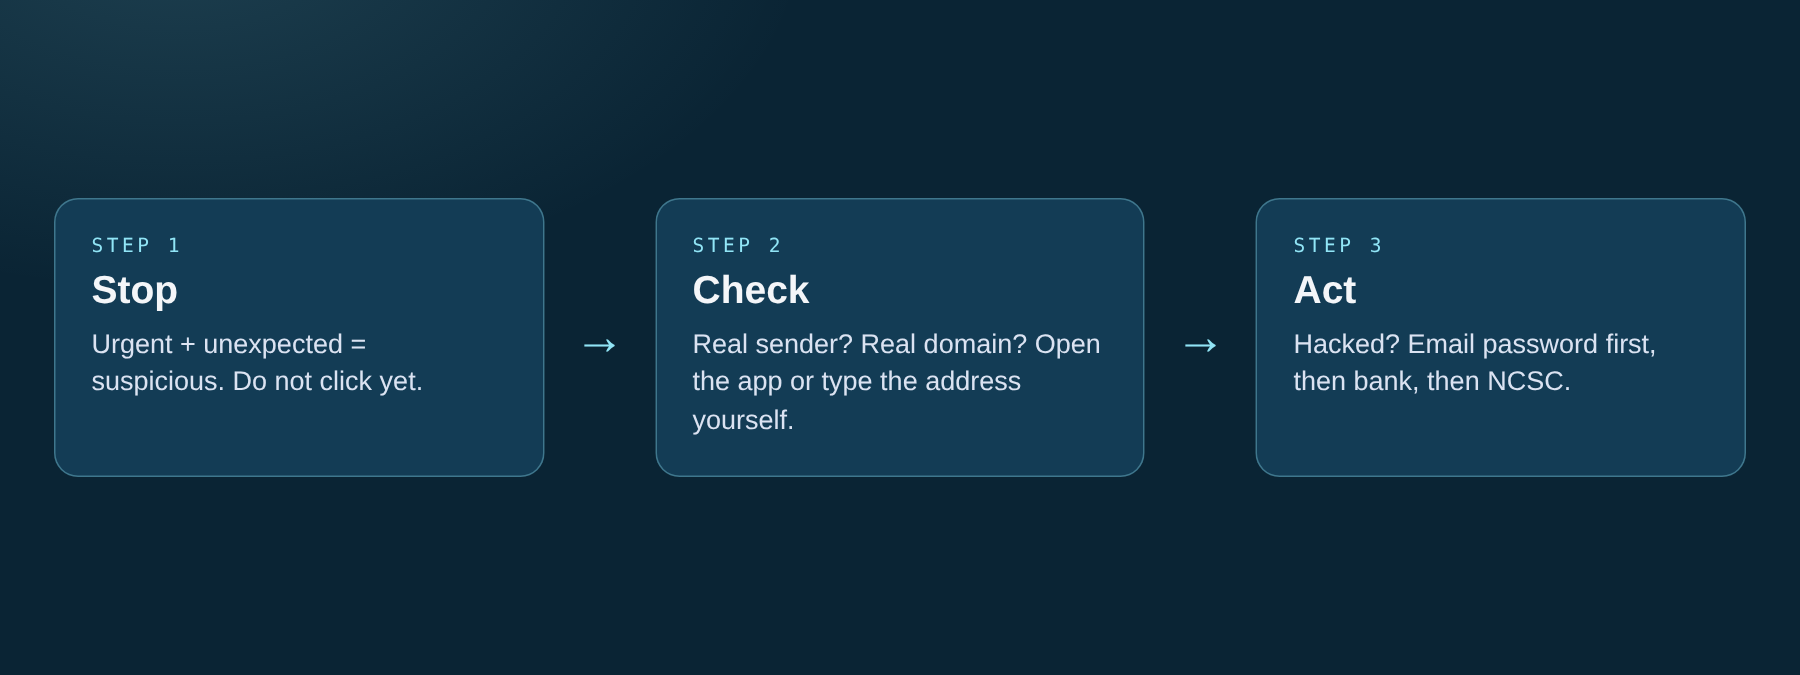 STEP 1
Stop
Urgent + unexpected =
suspicious. Do not click yet.
→
STEP 2
Check
Real sender? Real domain? Open
the app or type the address
yourself.
→
STEP 3
Act
Hacked? Email password first,
then bank, then NCSC.